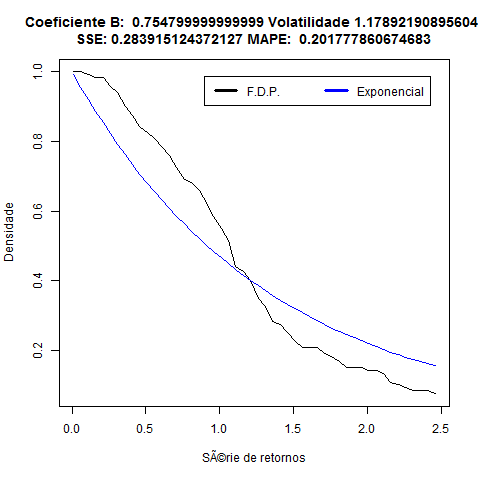 Coeficiente B:  0.754799999999999 Volatilidade 1.17892190895604
SSE: 0.283915124372127 MAPE:  0.201777860674683
F.D.P.
Exponencial
1.0
0.8
0.6
0.4
0.2
Densidade
0.0
0.5
1.0
1.5
2.0
2.5
SÃ©rie de retornos